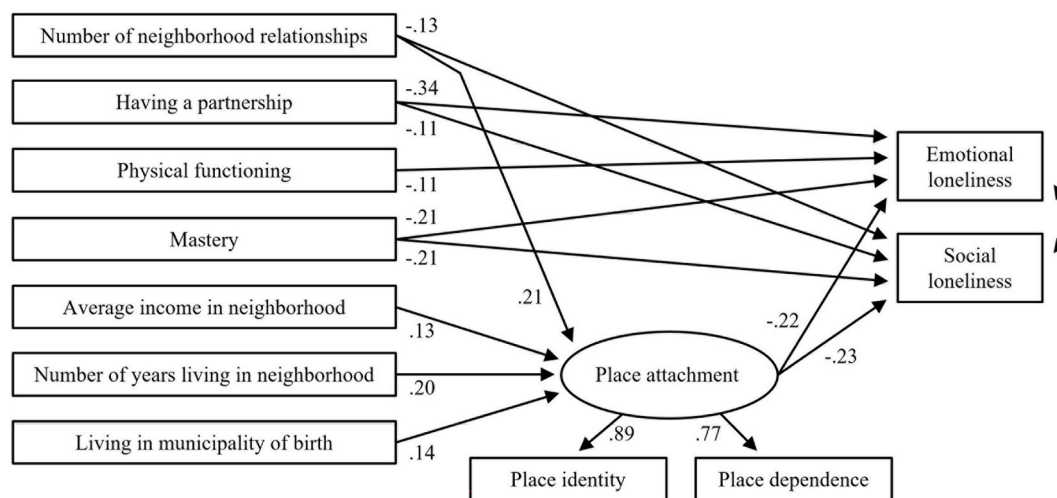 Number of neighborhood relationships
-.13
Having a partnership
-.34
-.11
Physical functioning
-.11
Mastery
-.21
-.21
Average income in neighborhood
.13
Number of years living in neighborhood
.20
Living in municipality of birth
.14
.21
Place attachment
-.22
-.23
Emotional
loneliness
Social
loneliness
.89
.77
Place identity
Place dependence